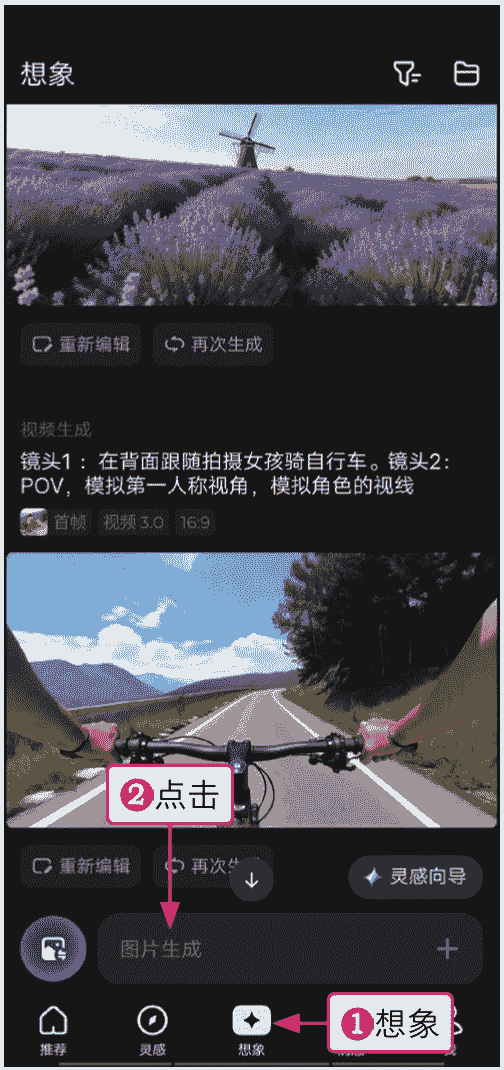 想象
重新编辑
再次生成
视频生成
镜头1：在背面跟随拍摄女孩骑自行车。镜头2：
POV，模拟第一人称视角，模拟角色的视线
首帧 视频 3.0 16:9
❷点击
重新编辑
再次生
灵感向导
图片生成
❶想象
推荐
灵感
想象
我